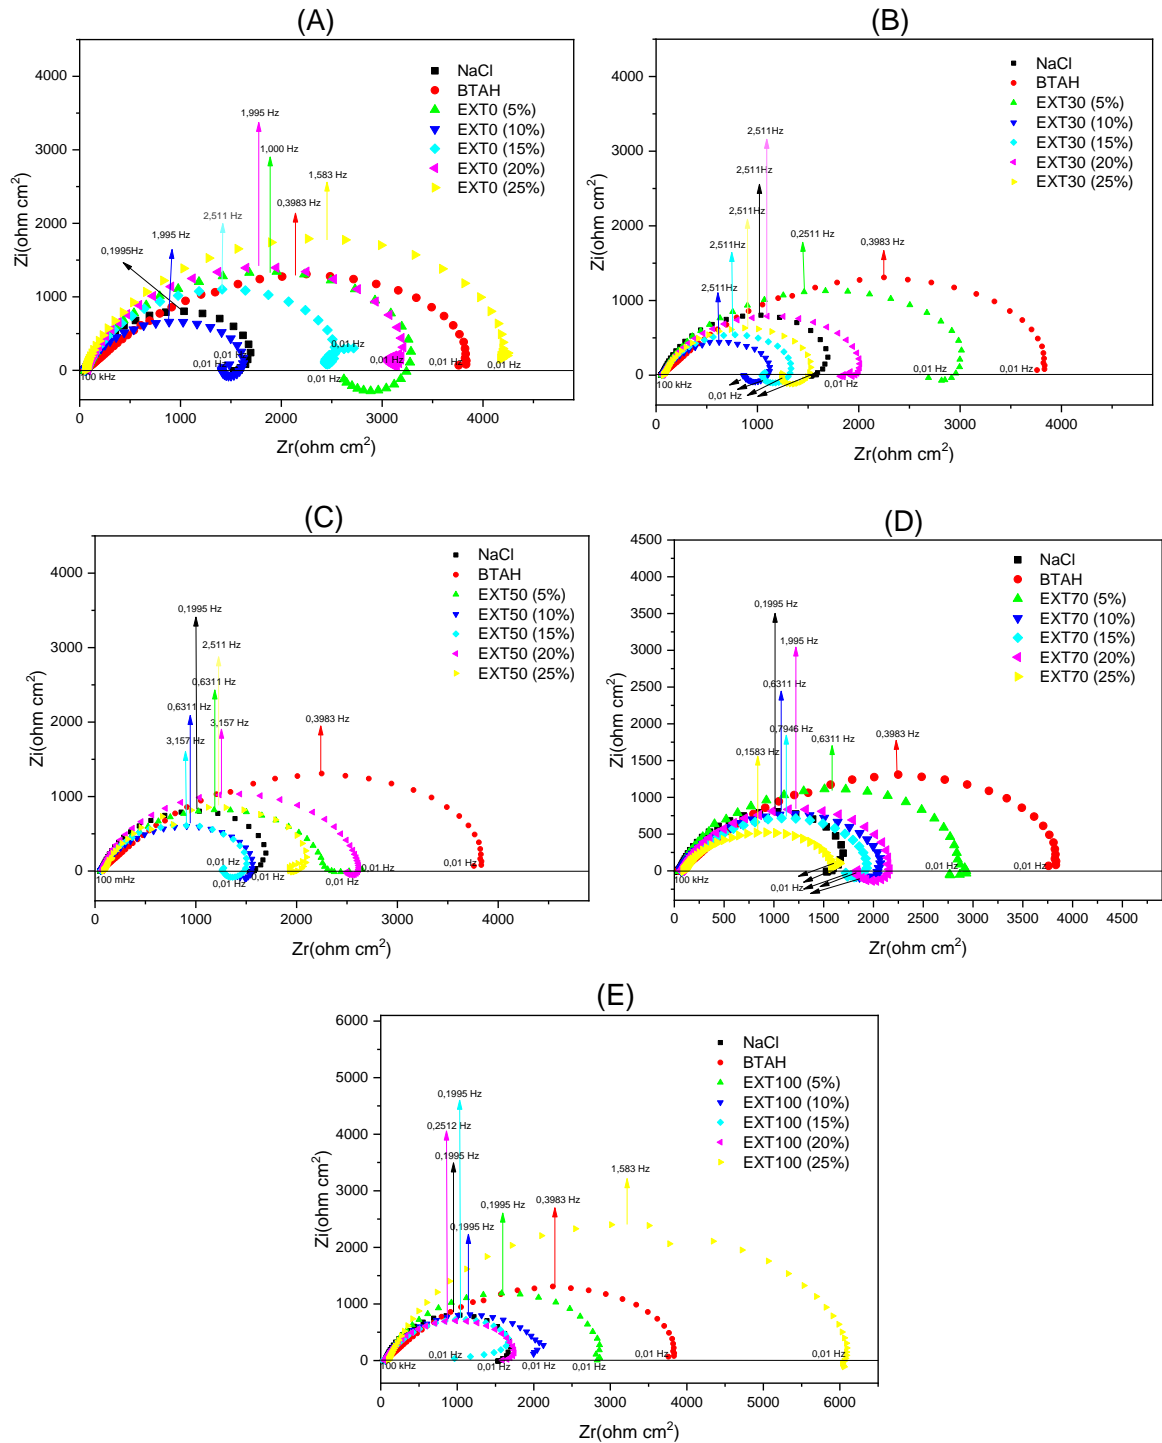 (A)
Zi(ohm cm²)
4000
3000
2000
1000
0
0 1000 2000 3000 4000
Zr(ohm cm²)
NaCl
BTAH
EXT0 (5%)
EXT0 (10%)
EXT0 (15%)
EXT0 (20%)
EXT0 (25%)
1,995 Hz
1,000 Hz
1,583 Hz
0,3983 Hz
2,511 Hz
1,995 Hz
0,1995Hz
0,01 Hz
0,01 Hz
0,01 Hz
0,01 Hz
0,01 Hz
0,01 Hz
0,01 Hz
100 kHz
(B)
Zi(ohm cm²)
4000
3000
2000
1000
0
0 1000 2000 3000 4000
Zr(ohm cm²)
NaCl
BTAH
EXT30 (5%)
EXT30 (10%)
EXT30 (15%)
EXT30 (20%)
EXT30 (25%)
2,511Hz
2,511Hz
2,511Hz
2,511Hz
2,511Hz
0,2511 Hz
0,3983 Hz
100 kHz
0,01 Hz
0,01 Hz
0,01 Hz
0,01 Hz
(C)
Zi(ohm cm²)
4000
3000
2000
1000
0
0 1000 2000 3000 4000
Zr(ohm cm²)
NaCl
BTAH
EXT50 (5%)
EXT50 (10%)
EXT50 (15%)
EXT50 (20%)
EXT50 (25%)
0,1995 Hz
2,511 Hz
0,6311 Hz
0,6311 Hz
3,157 Hz
3,157 Hz
0,3983 Hz
100 mHz
0,01 Hz
0,01 Hz
0,01 Hz
0,01 Hz
0,01 Hz
0,01 Hz
0,01 Hz
(D)
Zi(ohm cm²)
4500
4000
3500
3000
2500
2000
1500
1000
500
0
0 500 1000 1500 2000 2500 3000 3500 4000 4500
Zr(ohm cm²)
NaCl
BTAH
EXT70 (5%)
EXT70 (10%)
EXT70 (15%)
EXT70 (20%)
EXT70 (25%)
0,1995 Hz
1,995 Hz
0,6311 Hz
0,7946 Hz
0,1583 Hz
0,6311 Hz
0,3983 Hz
100 kHz
0,01 Hz
0,01 Hz
0,01 Hz
(E)
Zi(ohm cm²)
6000
5000
4000
3000
2000
1000
0
0 1000 2000 3000 4000 5000 6000
Zr(ohm cm²)
NaCl
BTAH
EXT100 (5%)
EXT100 (10%)
EXT100 (15%)
EXT100 (20%)
EXT100 (25%)
0,1995 Hz
0,2512 Hz
0,1995 Hz
0,1995 Hz
0,1995 Hz
0,3983 Hz
1,583 Hz
100 kHz
0,01 Hz
0,01 Hz
0,01 Hz
0,01 Hz
0,01 Hz
0,01 Hz